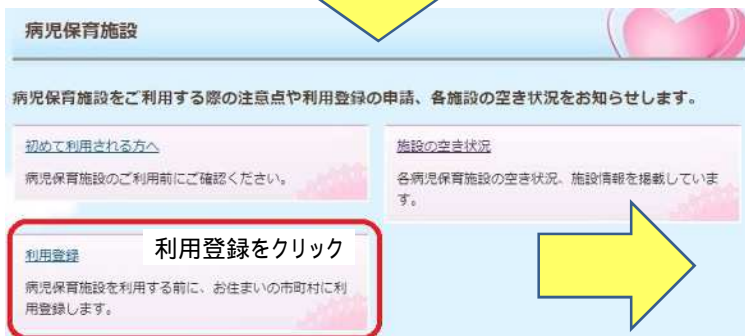 病児保育施設
病児保育施設をご利用する際の注意点や利用登録の申請、各施設の空き状況をお知らせします。
初めて利用される方へ
病児保育施設のご利用前にご確認ください。
施設の空き状況
各病児保育施設の空き状況、施設情報を掲載していま
す。
利用登録
利用登録をクリック
病児保育施設を利用する前に、お住まいの市町村に利
用登録します。